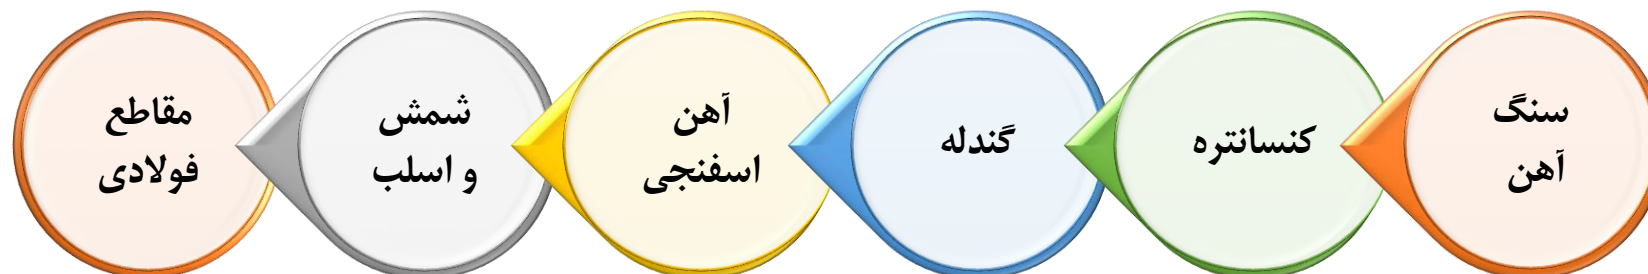 سنگ
آهن
کنسانتره
گندله
آهن
اسفنجی
شمش
و اسلب
مقاطع
فولادی